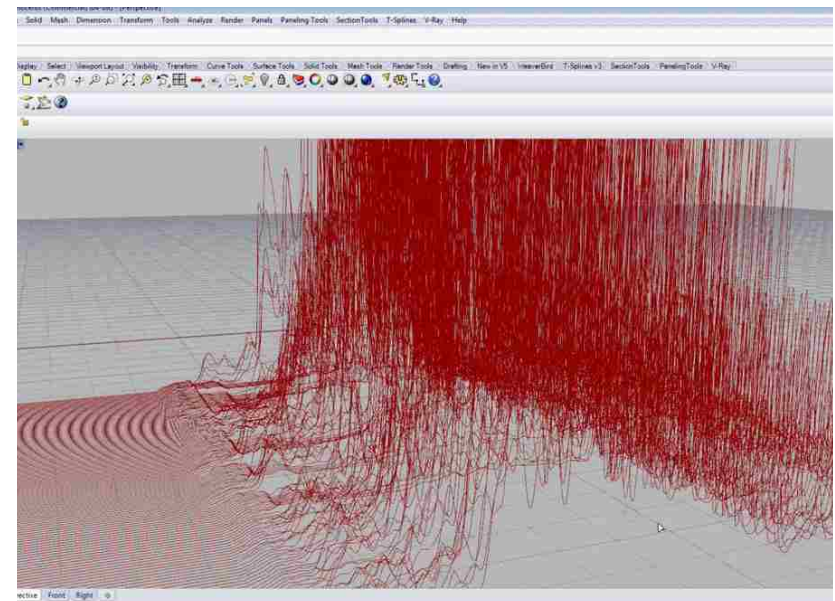 Solid Mesh Dimension Transform Tools Analyze Render Panels Paneling Tools SectionTools T-Splines V-Ray Help
Display Select Viewport Layout Visibility Transform Curve Tools Surface Tools Solid Tools Mesh Tools Render Tools Drafting New in V5 WeaverBird T-Splines v3 SectionTools PanelingTools V-Ray
Front Right